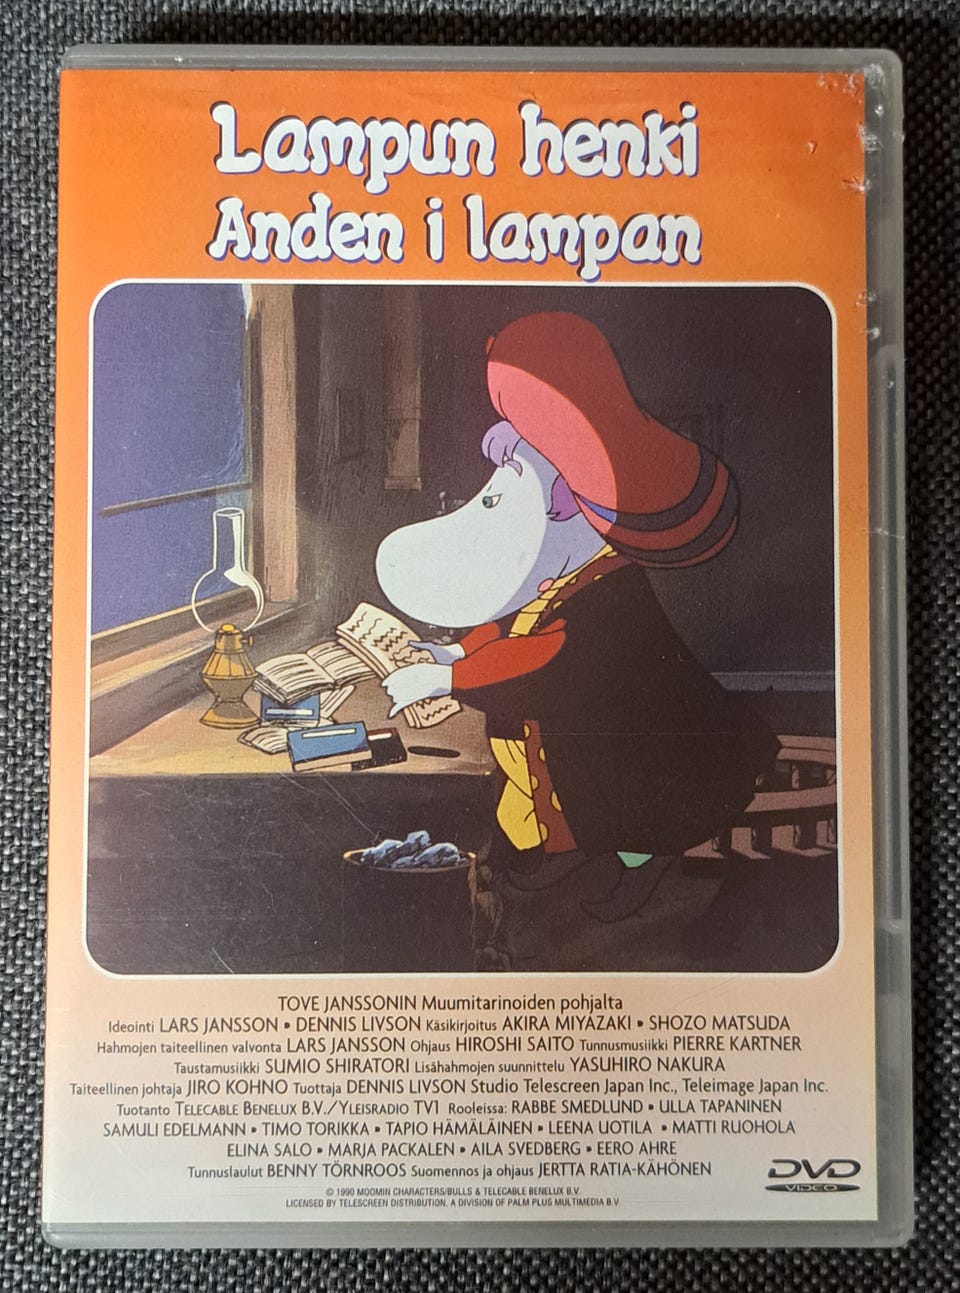 Lampun henki
Anden i lampan
TOVE JANSSONIN Muumitarinoiden pohjalta
Ideointi LARS JANSSON • DENNIS LIVSON Käsikirjoitus AKIRA MIYAZAKI • SHOZO MATSUDA
Hahmojen taiteellinen valvonta LARS JANSSON Ohjaus HIROSHI SAITO Tunnusmusiikki PIERRE KARTNER
Taustamusiikki SUMIO SHIRATORI Lisähahmojen suunnittelu YASUHIRO NAKURA
Taiteellinen johtaja JIRO KOHNO Tuottaja DENNIS LIVSON Studio Telescreen Japan Inc., Teleimage Japan Inc.
Tuotanto TELECABLE BENELUX B.V./YLEISRADIO TV1 Rooleissa: RABBE SMEDLUND • ULLA TAPANINEN
SAMULI EDELMANN • TIMO TORIKKA • TAPIO HÄMÄLÄINEN • LEENA UOTILA • MATTI RUOHOLA
ELINA SALO • MARJA PACKALEN • AILA SVEDBERG • EERO AHRE
Tunnuslaulut BENNY TÖRNROOS Suomennos ja ohjaus JERTTA RATIA-KÄHÖNEN
DVD
VIDEO
© 1990 MOOMIN CHARACTERS/BULLS & TELECABLE BENELUX B.V.
LICENSED BY TELESCREEN DISTRIBUTION, A DIVISION OF PALM PLUS MULTIMEDIA B.V.